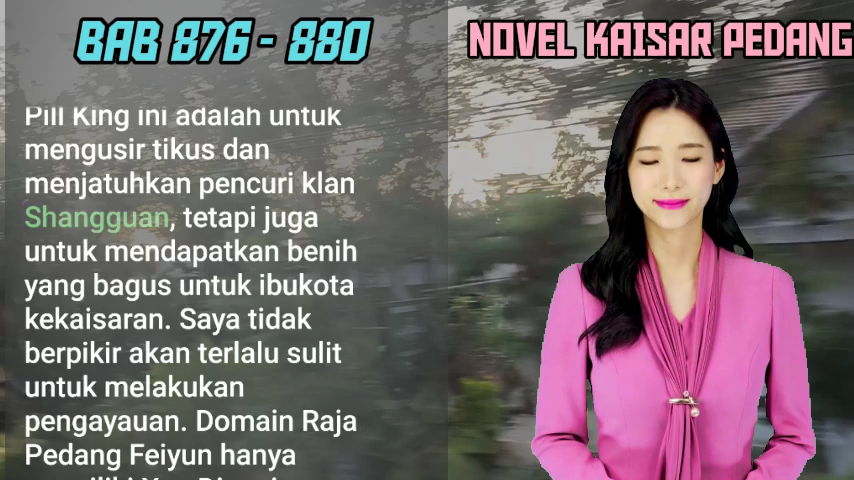 BAB 876 - 880
NOVEL KAISAR PEDANG
Pill King ini adalah untuk
mengusir tikus dan
menjatuhkan pencuri klan
Shangguan, tetapi juga
untuk mendapatkan benih
yang bagus untuk ibukota
kekaisaran. Saya tidak
berpikir akan terlalu sulit
untuk melakukan
pengayauan. Domain Raja
Pedang Feiyun hanya